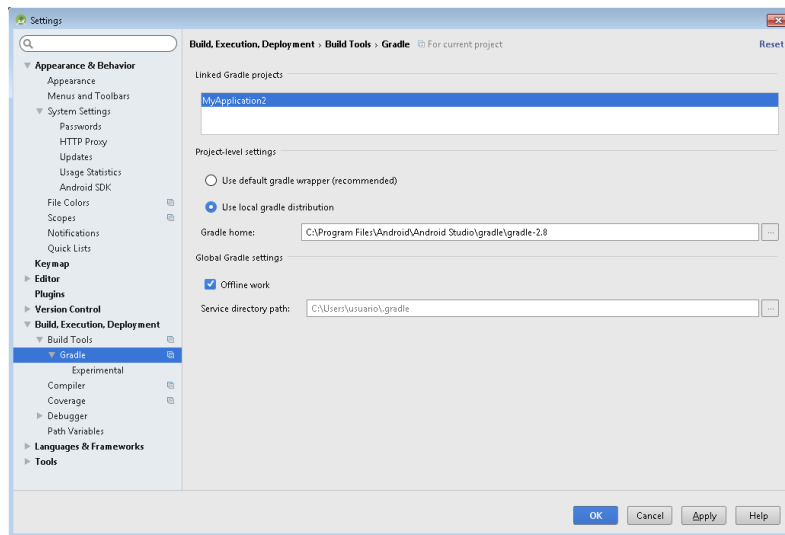 Settings
Build, Execution, Deployment › Build Tools › Gradle For current project Reset
Appearance & Behavior
Appearance
Menus and Toolbars
System Settings
Passwords
HTTP Proxy
Updates
Usage Statistics
Android SDK
File Colors
Scopes
Notifications
Quick Lists
Keymap
Editor
Plugins
Version Control
Build, Execution, Deployment
Build Tools
Gradle
Experimental
Compiler
Coverage
Debugger
Path Variables
Languages & Frameworks
Tools
Linked Gradle projects
MyApplication2
Project-level settings
Use default gradle wrapper (recommended)
Use local gradle distribution
Gradle home: C:\Program Files\Android\Android Studio\gradle\gradle-2.8 ...
Global Gradle settings
Offline work
Service directory path: C:\Users\usuario\.gradle ...
OK Cancel Apply Help